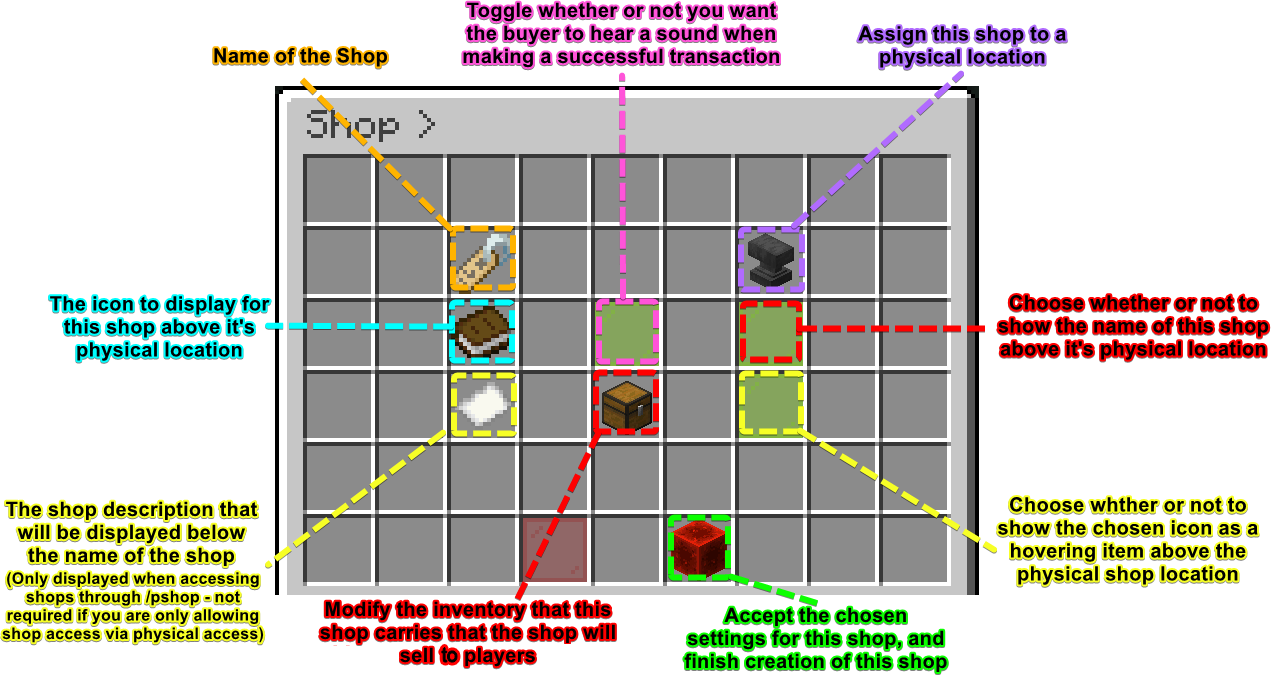 Toggle whether or not you want
the buyer to hear a sound when
making a successful transaction
Name of the Shop
Assign this shop to a
physical location
Shop >
The icon to display for
this shop above it's
physical location
Choose whether or not to
show the name of this shop
above it's physical location
The shop description that
will be displayed below
the name of the shop
(Only displayed when accessing
shops through /pshop - not
required if you are only allowing
shop access via physical access)
Choose whther or not to
show the chosen icon as a
hovering item above the
physical shop location
Modify the inventory that this
shop carries that the shop will
sell to players
Accept the chosen
settings for this shop, and
finish creation of this shop